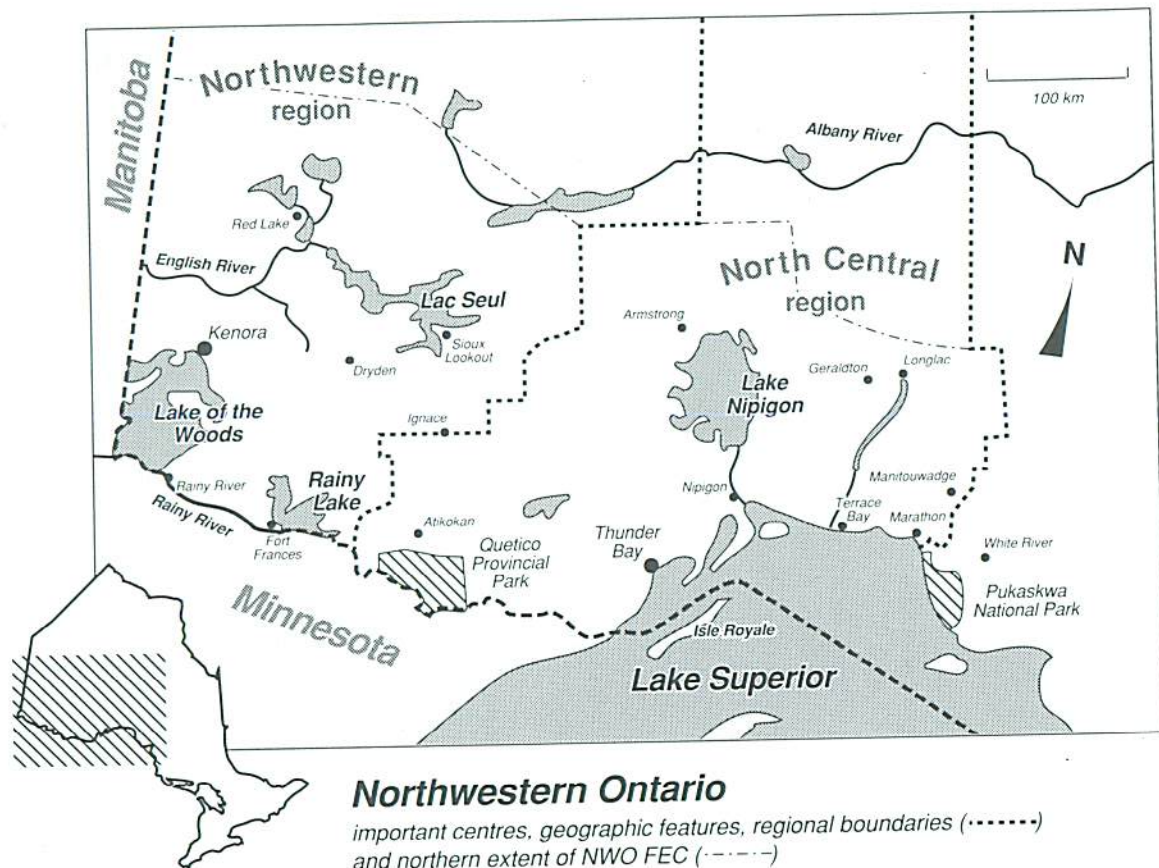 Manitoba
Northwestern
region
100 km
Albany River
Red Lake
English River
North Central
region
N
Lac Seul
Kenora
Sioux
Lookout
Dryden
Armstrong
Geraldton
Longlac
Lake
Nipigon
Lake of the
Woods
Ignace
Rainy River
Rainy
Lake
Rainy River
Fort
Frances
Atikokan
Quetico
Provincial
Park
Nipigon
Thunder
Bay
Manitouwadge
Terrace
Bay
Marathon
White River
Pukaskwa
National Park
Minnesota
Isle Royale
Lake Superior
Northwestern Ontario
important centres, geographic features, regional boundaries (--------)
and northern extent of NWO FEC (-·-·-·-)